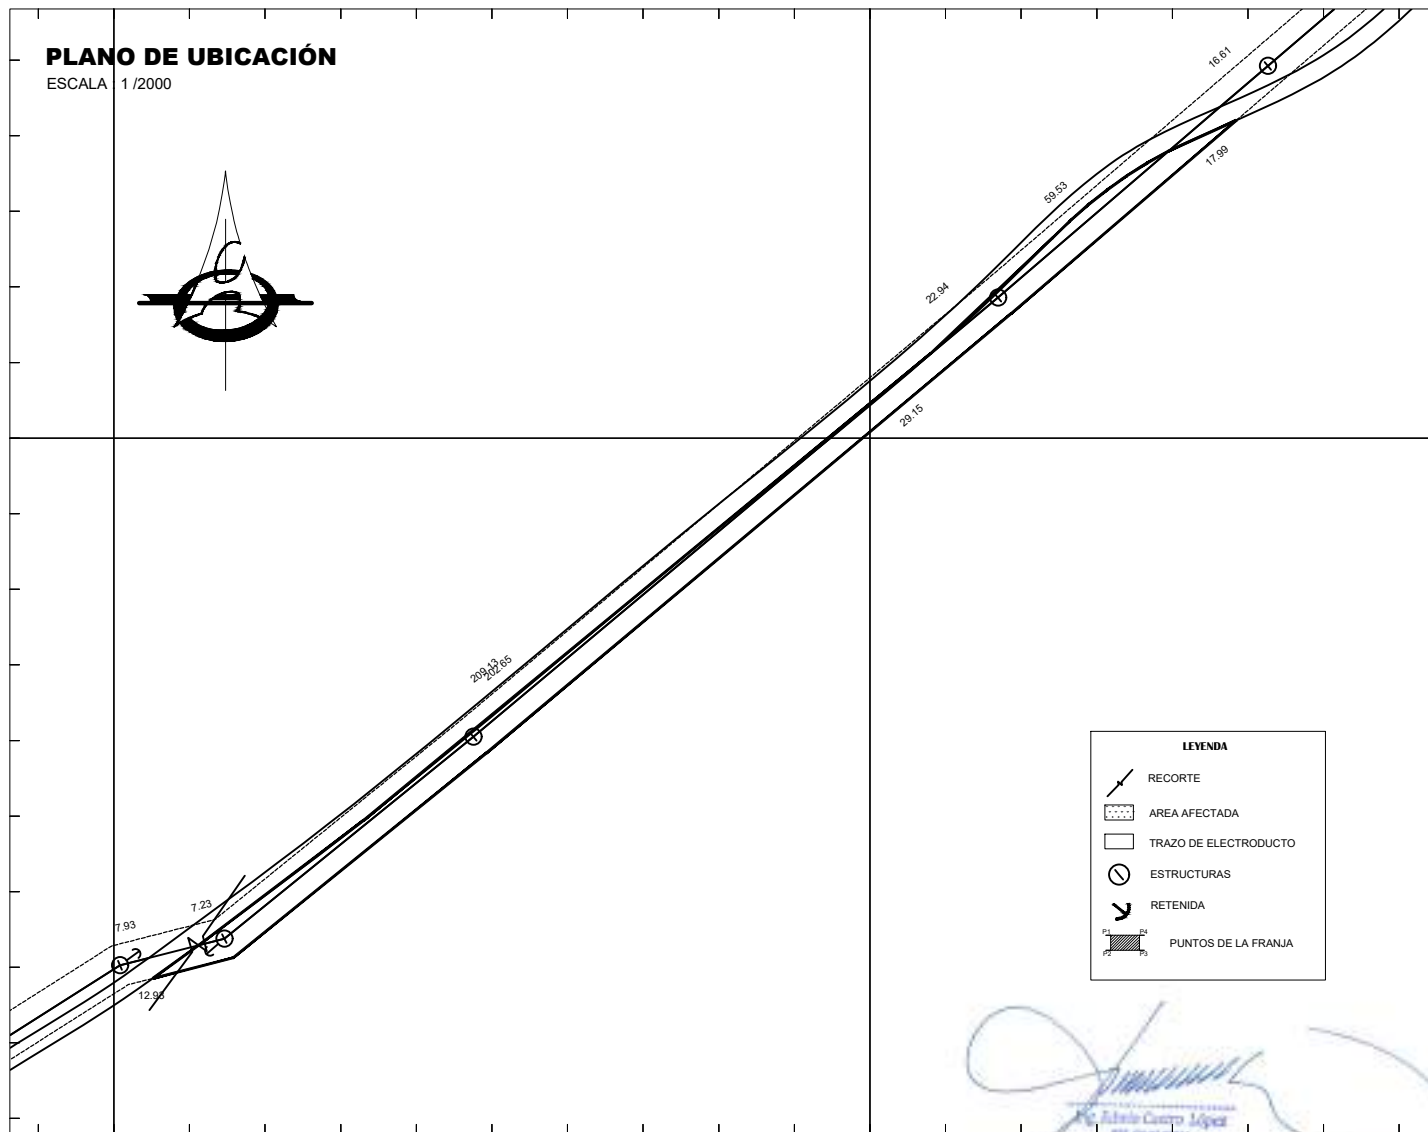 PLANO DE UBICACIÓN
ESCALA : 1 /2000
16.61
17.99
59.53
22.94
29.15
209.13
202.65
7.23
7.93
12.93
LEYENDA
RECORTE
AREA AFECTADA
TRAZO DE ELECTRODUCTO
ESTRUCTURAS
RETENIDA
P1 P4
PUNTOS DE LA FRANJA
P2 P3
Castro López